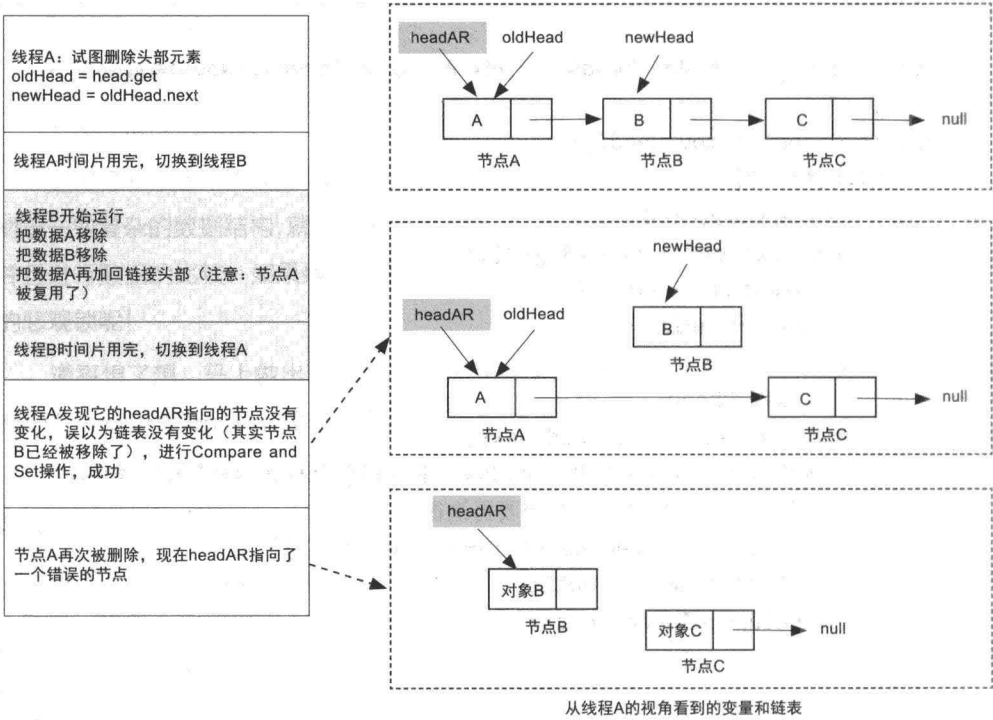 线程A：试图删除头部元素
oldHead = head.get
newHead = oldHead.next
线程A时间片用完，切换到线程B
线程B开始运行
把数据A移除
把数据B移除
把数据A再加回链接头部（注意：节点A
被复用了）
线程B时间片用完，切换到线程A
线程A发现它的headAR指向的节点没有
变化，误以为链表没有变化（其实节点
B已经被移除了），进行Compare and
Set操作，成功
节点A再次被删除，现在headAR指向了
一个错误的节点
headAR oldHead newHead
A B C null
节点A 节点B 节点C
newHead
headAR oldHead
B
节点B
A C null
节点A 节点C
headAR
对象B
节点B
对象C null
节点C
从线程A的视角看到的变量和链表